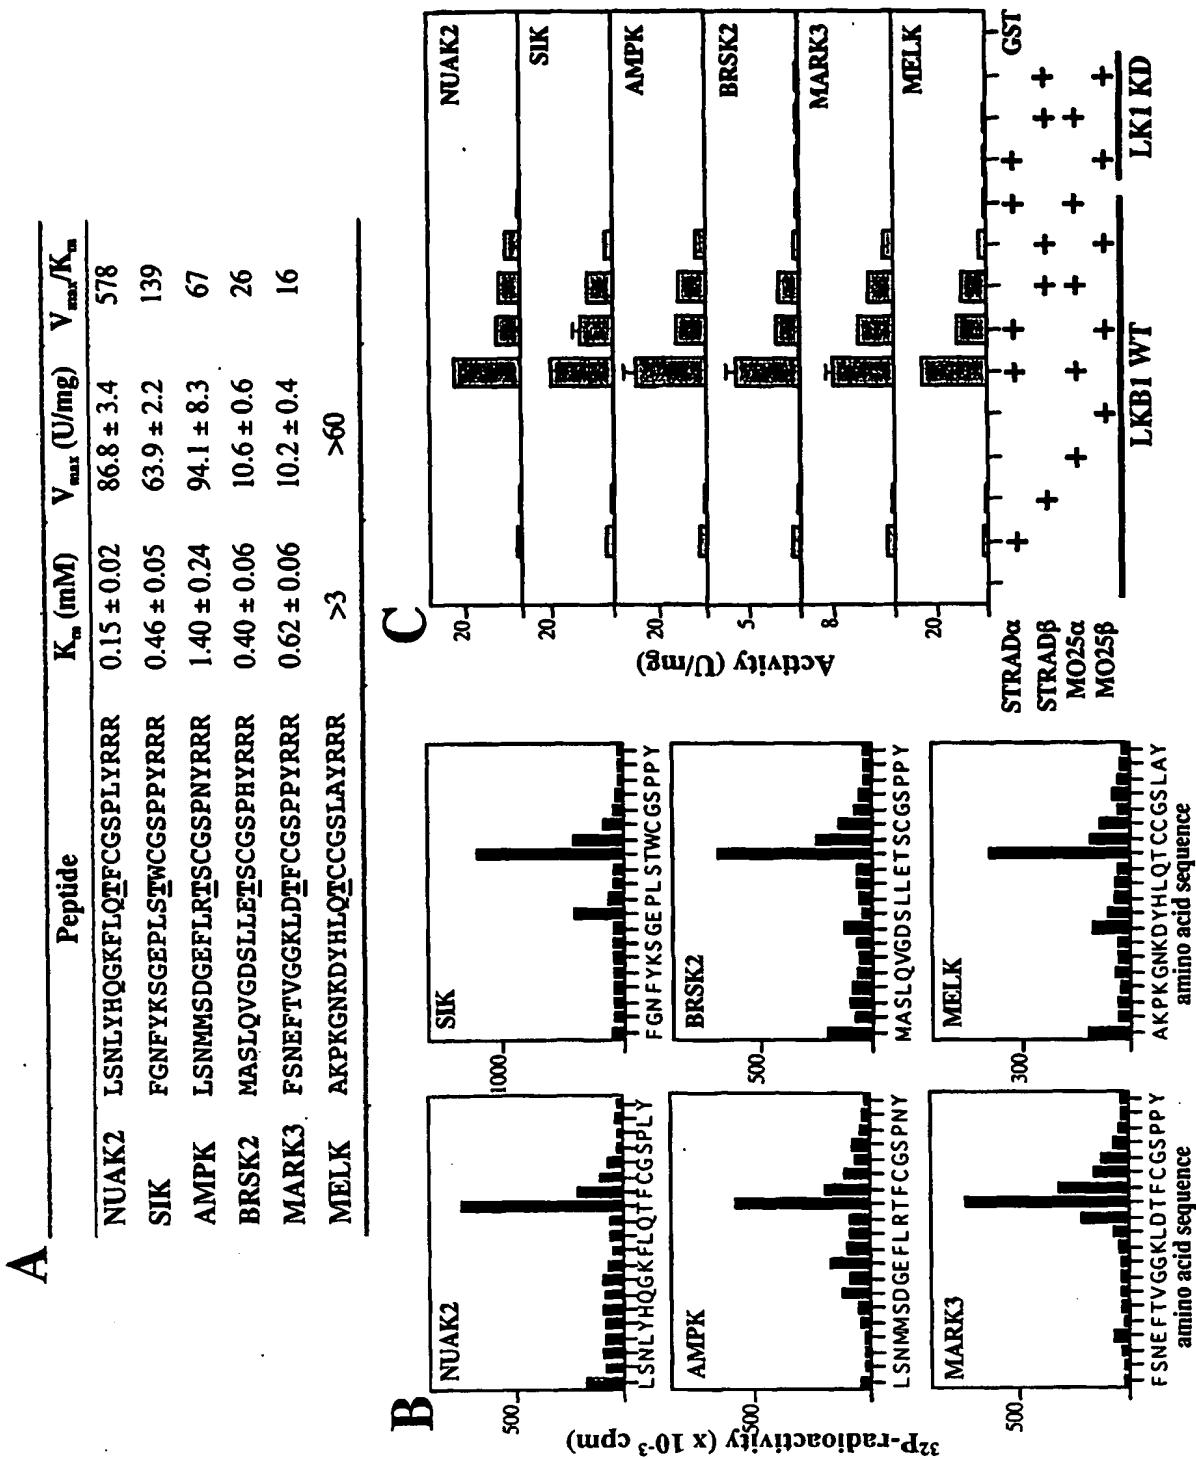 A
Peptide K_m (mM) V_max (U/mg) V_max/K_m
NUAK2 LSNLYHQGKFLQTFCGSPLYRRR 0.15 ± 0.02 86.8 ± 3.4 578
SIK FGNFYKSGEPLSTWCGSPPYRRR 0.46 ± 0.05 63.9 ± 2.2 139
AMPK LSNMMSDGEFLRTSCGSPNYRRR 1.40 ± 0.24 94.1 ± 8.3 67
BRSK2 MASLQVGDSLLETSCGSPHYRRR 0.40 ± 0.06 10.6 ± 0.6 26
MARK3 FSNEFTVGGKLDTFCGSPPYRRR 0.62 ± 0.06 10.2 ± 0.4 16
MELK AKPKGNKDYHLQTCCGSLAYRRR >3 >60
B
³²P-radioactivity (x 10⁻³ cpm)
NUAK2
500
LSNLYHQGKFLQTFCGSPLY
SIK
1000
FGNFYKSGEPLSTWCGSPPY
AMPK
500
LSNMMSDGEFLRTFCGSPNY
BRSK2
500
MASLQVGDSLLETSCGSPPY
MARK3
500
FSNEFTVGGKLDTFCGSPPY
amino acid sequence
MELK
300
AKPKGNKDYHLQTCCGSLAY
amino acid sequence
C
Activity (U/mg)
20 NUAK2
20 SIK
20 AMPK
5 BRSK2
8 MARK3
20 MELK
STRADα + + + + + GST
STRADβ + + + + +
MO25α + + + + +
MO25β + + + + +
LKB1 WT LK1 KD